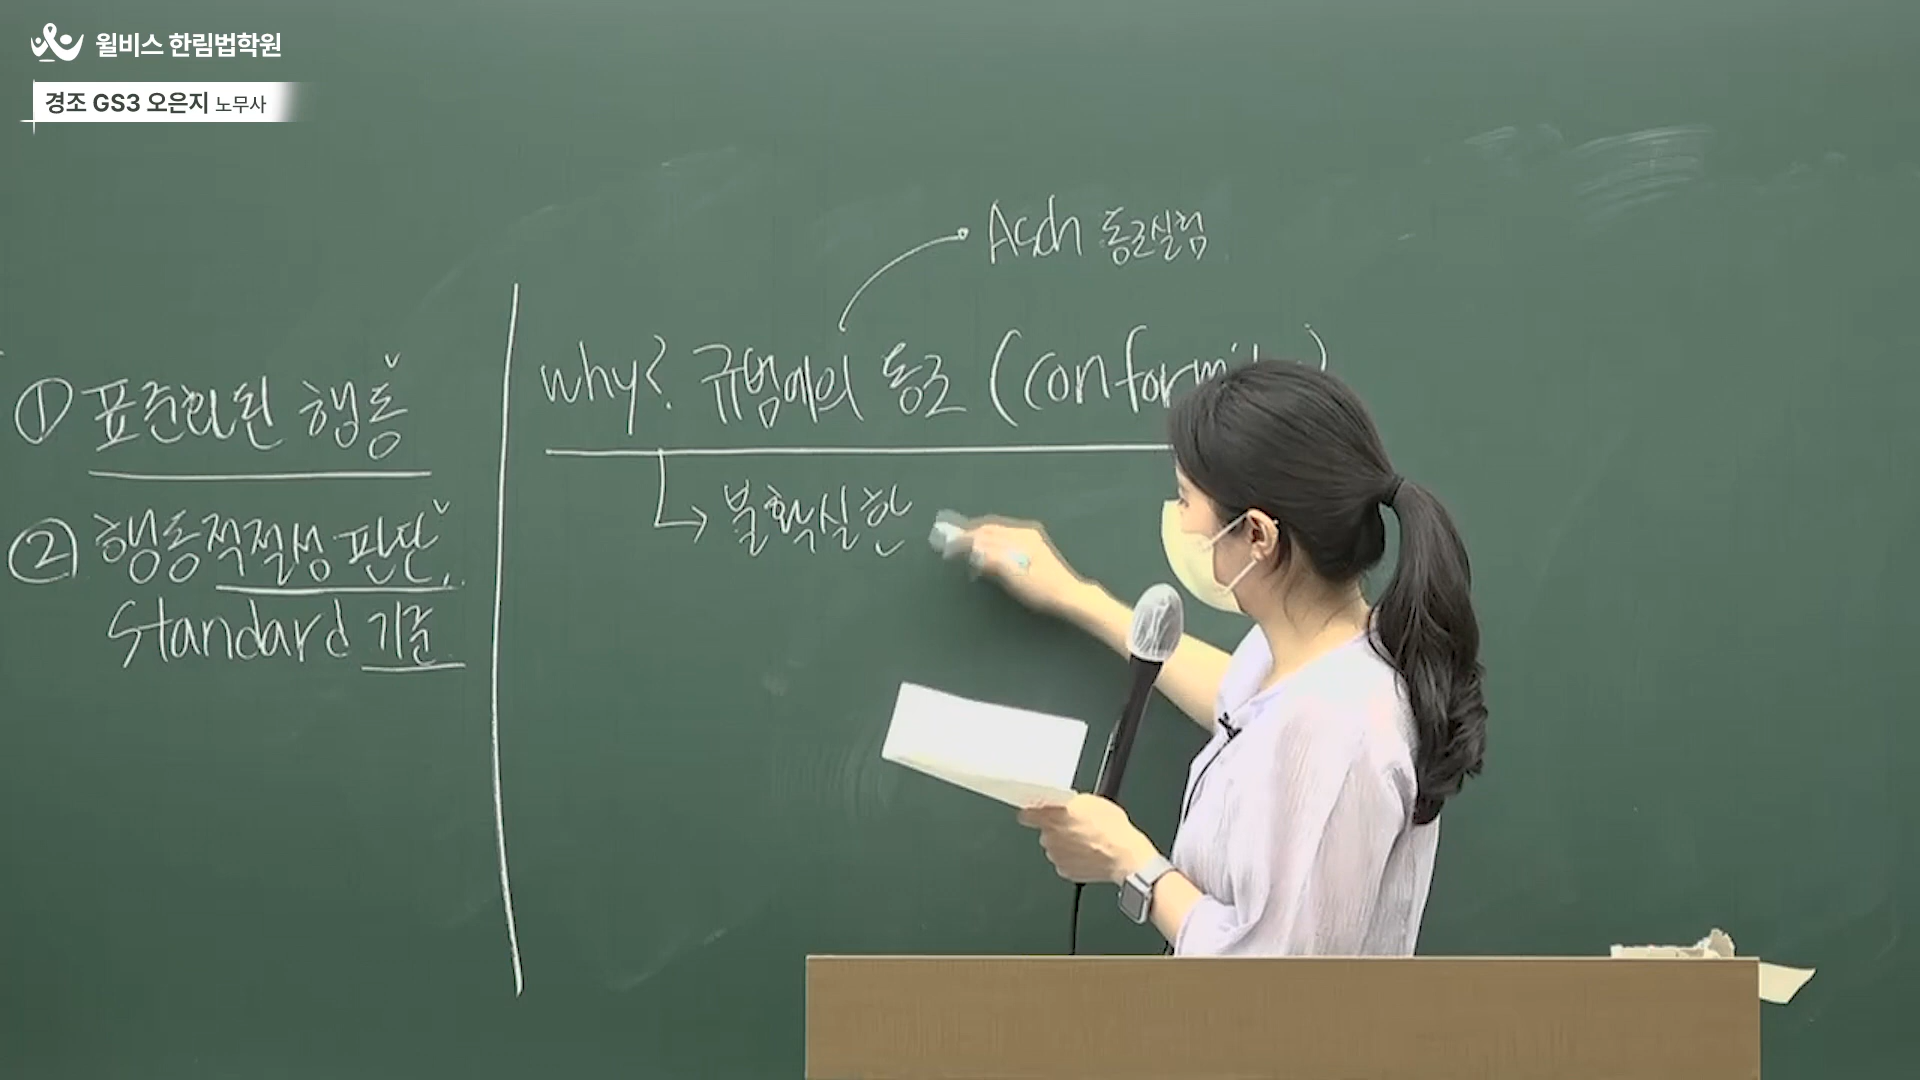 윌비스 한림법학원
경조 GS3 오은지 노무사
① 표준화된 행동
② 행동적절성 판단,
Standard 기준
Asch 동조실험
why? 규범에의 동조 (conform
불확실한